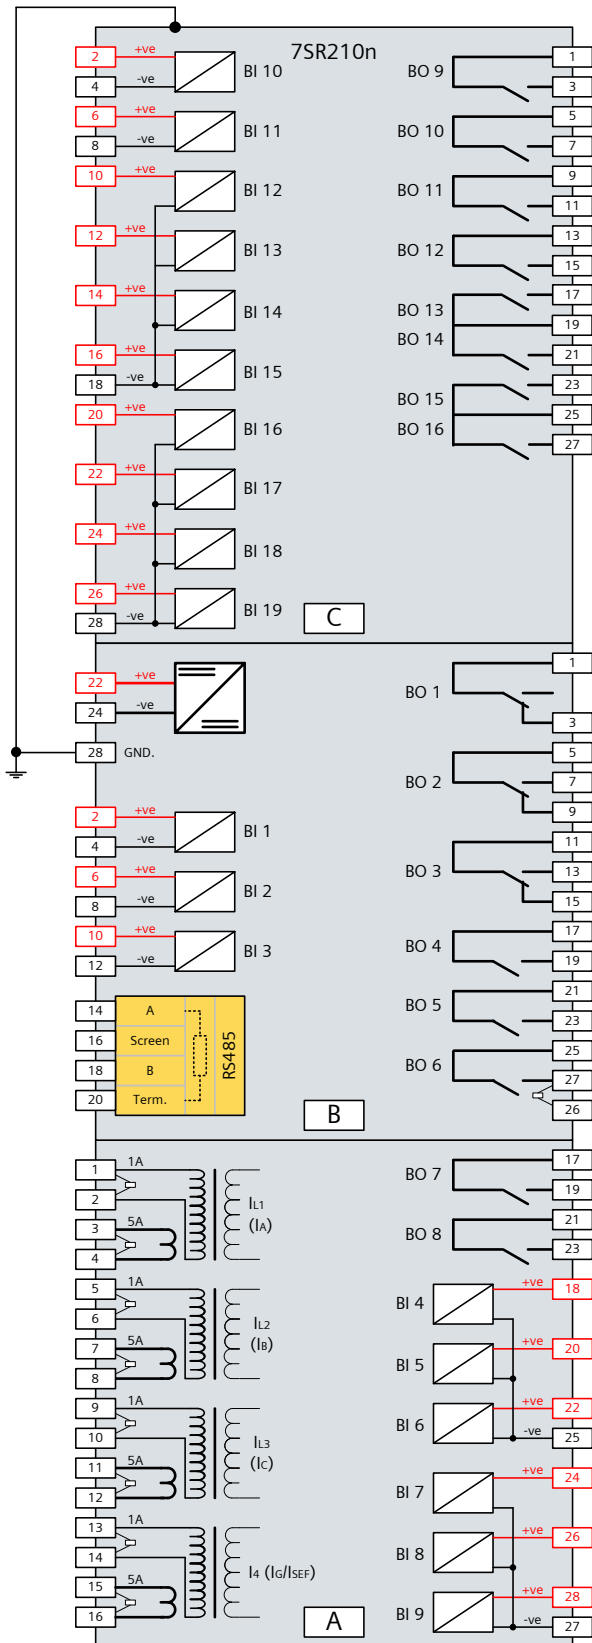 7SR210n
2 +ve BI 10 BO 9 1
4 -ve 3
6 +ve BI 11 BO 10 5
8 -ve 7
10 +ve BI 12 BO 11 9
11
12 +ve BI 13 BO 12 13
15
14 +ve BI 14 BO 13 17
19
BO 14
16 +ve BI 15 21
18 -ve 23
BO 15
20 +ve BI 16 25
BO 16 27
22 +ve BI 17
24 +ve BI 18
26 +ve BI 19 C
28 -ve
1
22 +ve BO 1
24 -ve 3
28 GND. 5
BO 2 7
2 +ve BI 1 9
4 -ve 11
6 +ve BI 2 BO 3 13
8 -ve 15
10 +ve BI 3 BO 4 17
12 -ve 19
21
14 A BO 5
16 Screen 23
RS485
18 B BO 6 25
27
20 Term. 26
B
1 1A BO 7 17
2 IL1 19
3 5A (IA) BO 8 21
4 23
5 1A BI 4 +ve 18
6 IL2
7 5A (IB) BI 5 +ve 20
8
9 1A BI 6 +ve 22
10 IL3 -ve 25
11 5A (IC) BI 7 +ve 24
12
13 1A BI 8 +ve 26
14 I4 (IG/ISEF)
15 5A BI 9 +ve 28
16 A -ve 27